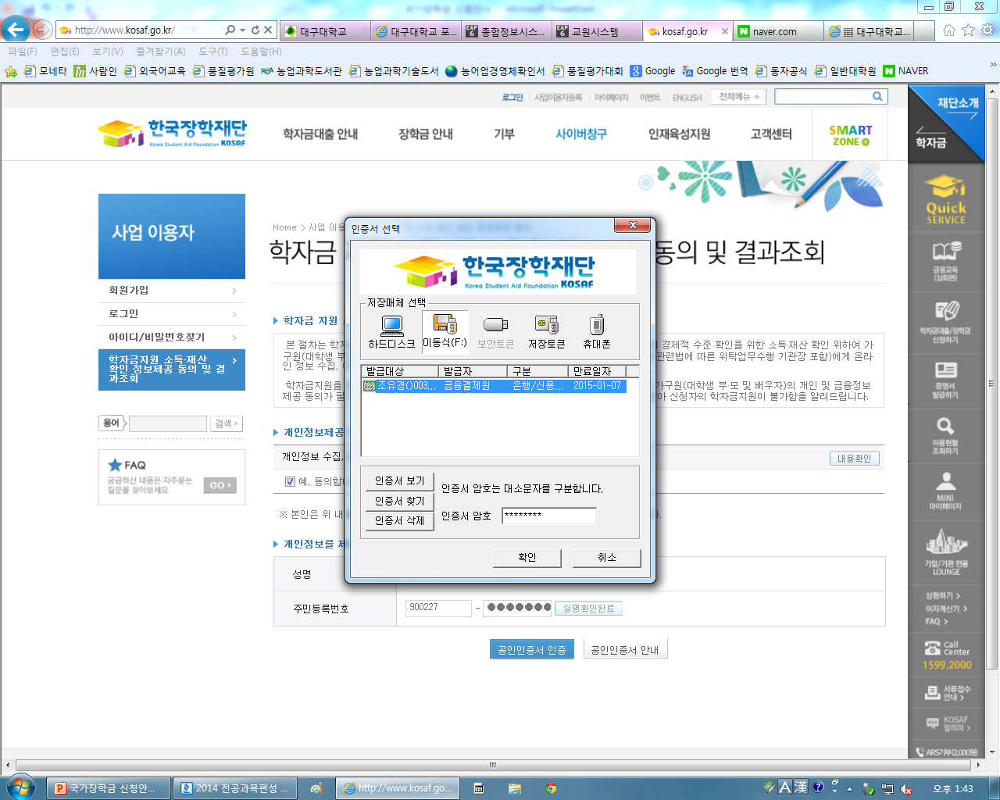 http://www.kosaf.go.kr/
대구대학교
대구대학교 포...
종합정보시스...
교원시스템
kosaf.go.kr
naver.com
대구대학교...
파일(F) 편집(E) 보기(V) 즐겨찾기(A) 도구(T) 도움말(H)
모네타 사람인 외국어교육 품질평가원 농업과학도서관 농업과학기술도서 농어업경영체확인서 품질평가대회 Google Google 번역 동자공식 일반대학원 NAVER
로그인 사업이용자등록 마이페이지 이벤트 ENGLISH 전체메뉴 +
한국장학재단
Korea Student Aid Foundation KOSAF
학자금대출 안내 장학금 안내 기부 사이버창구 인재육성지원 고객센터
SMART
ZONE
재단소개
학자금
사업 이용자
회원가입
로그인
아이디/비밀번호찾기
학자금지원 소득·재산
확인 정보제공 동의 및 결
과조회
용어 검색
FAQ
궁금하신 내용은 자주묻는
질문을 찾아보세요
GO
Home > 사업 이용
학자금 동의 및 결과조회
학자금 지원
본 절차는 학자 경제적 수준 확인을 위한 소득·재산 확인 위하여 가
구원(대학생 부 관련법에 따른 위탁업무수행 기관장 포함)에게 온라
인 정보 수집,
학자금지원을 가구원(대학생 부·모 및 배우자)의 개인 및 금융정보
제공 동의가 필 아 신청자의 학자금지원이 불가함을 알려드립니다.
개인정보제공
개인정보 수집, 내용확인
예, 동의합니
※ 본인은 위 내 다.
개인정보를 제
성명
주민등록번호 900227 - ●●●●●●● 실명확인완료
공인인증서 인증 공인인증서 안내
인증서 선택
한국장학재단
Korea Student Aid Foundation KOSAF
저장매체 선택
하드디스크 이동식(F:) 보안토큰 저장토큰 휴대폰
발급대상 발급자 구분 만료일자
조유경()003... 금융결제원 은행/신용... 2015-01-07
인증서 보기
인증서 찾기
인증서 삭제
인증서 암호는 대소문자를 구분합니다.
인증서 암호 ********
확인 취소
Quick
SERVICE
금융교육
(심화편)
학자금대출/장학금
신청하기
증명서
발급하기
이용현황
조회하기
MINI
마이페이지
기업/기관 전용
LOUNGE
상환하기 >
이자계산기 >
FAQ >
Call
Center
1599.2000
서류접수
안내 >
KOSAF
알리미 >
ARS기부(2,000원)
국가장학금 신청안...
2014 전공과목편성 ...
http://www.kosaf.go...
A 漢
오후 1:43